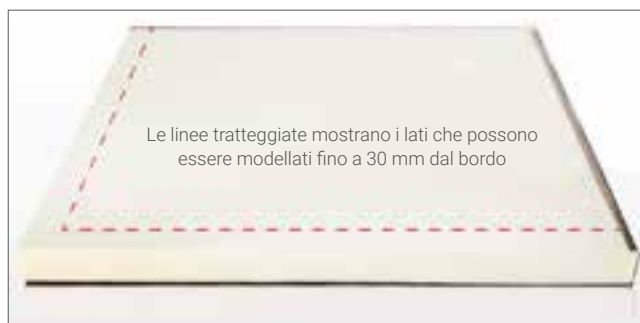 Le linee tratteggiate mostrano i lati che possono
essere modellati fino a 30 mm dal bordo